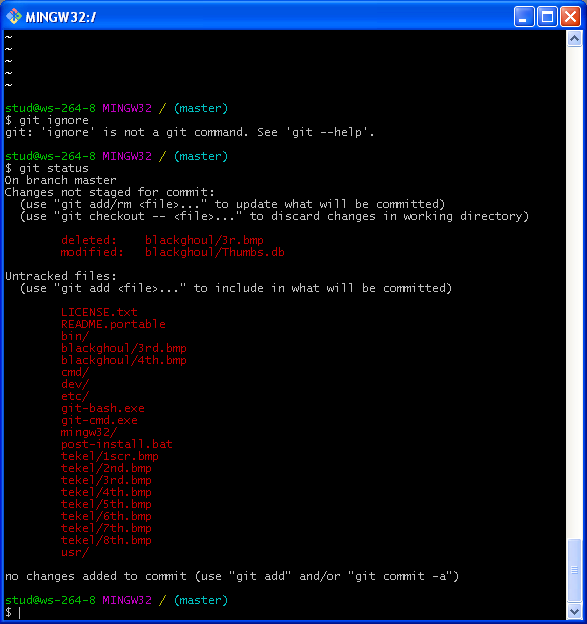 MINGW32:/
~
~
~
~
~
stud@ws-264-8 MINGW32 / (master)
$ git ignore
git: 'ignore' is not a git command. See 'git --help'.
stud@ws-264-8 MINGW32 / (master)
$ git status
On branch master
Changes not staged for commit:
  (use "git add/rm <file>..." to update what will be committed)
  (use "git checkout -- <file>..." to discard changes in working directory)
        deleted:    blackghoul/3r.bmp
        modified:   blackghoul/Thumbs.db
Untracked files:
  (use "git add <file>..." to include in what will be committed)
        LICENSE.txt
        README.portable
        bin/
        blackghoul/3rd.bmp
        blackghoul/4th.bmp
        cmd/
        dev/
        etc/
        git-bash.exe
        git-cmd.exe
        mingw32/
        post-install.bat
        tekel/1scr.bmp
        tekel/2nd.bmp
        tekel/3rd.bmp
        tekel/4th.bmp
        tekel/5th.bmp
        tekel/6th.bmp
        tekel/7th.bmp
        tekel/8th.bmp
        usr/
no changes added to commit (use "git add" and/or "git commit -a")
stud@ws-264-8 MINGW32 / (master)
$